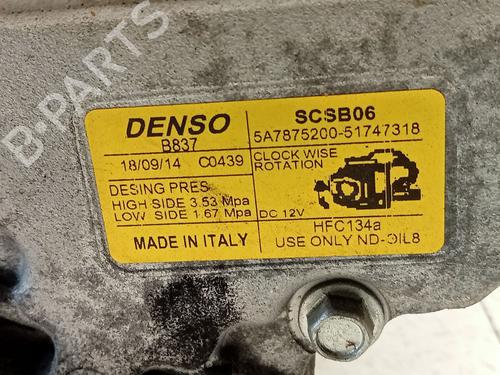 B-PARTS
DENSO
B837
18/09/14 C0439
DESING PRES
HIGH SIDE 3.53 Mpa
LOW SIDE 1.67 Mpa
MADE IN ITALY
SCSB06
5A7875200-51747318
CLOCK WISE
ROTATION
DC 12V
HFC134a
USE ONLY ND-OIL8